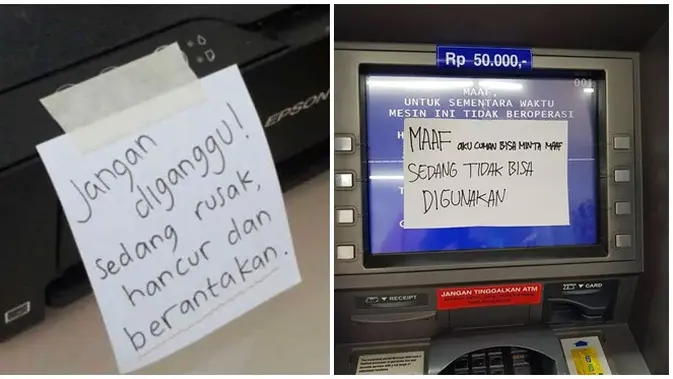 EPSON
Jangan
diganggu!
sedang rusak,
hancur dan
berantakan.
Rp 50.000,-
001
MAAF,
UNTUK SEMENTARA WAKTU
MESIN INI TIDAK BEROPERASI
MAAF AKU CUMAN BISA MINTA MAAF
SEDANG TIDAK BISA
DIGUNAKAN
JANGAN TINGGALKAN ATM
RECEIPT
CARD